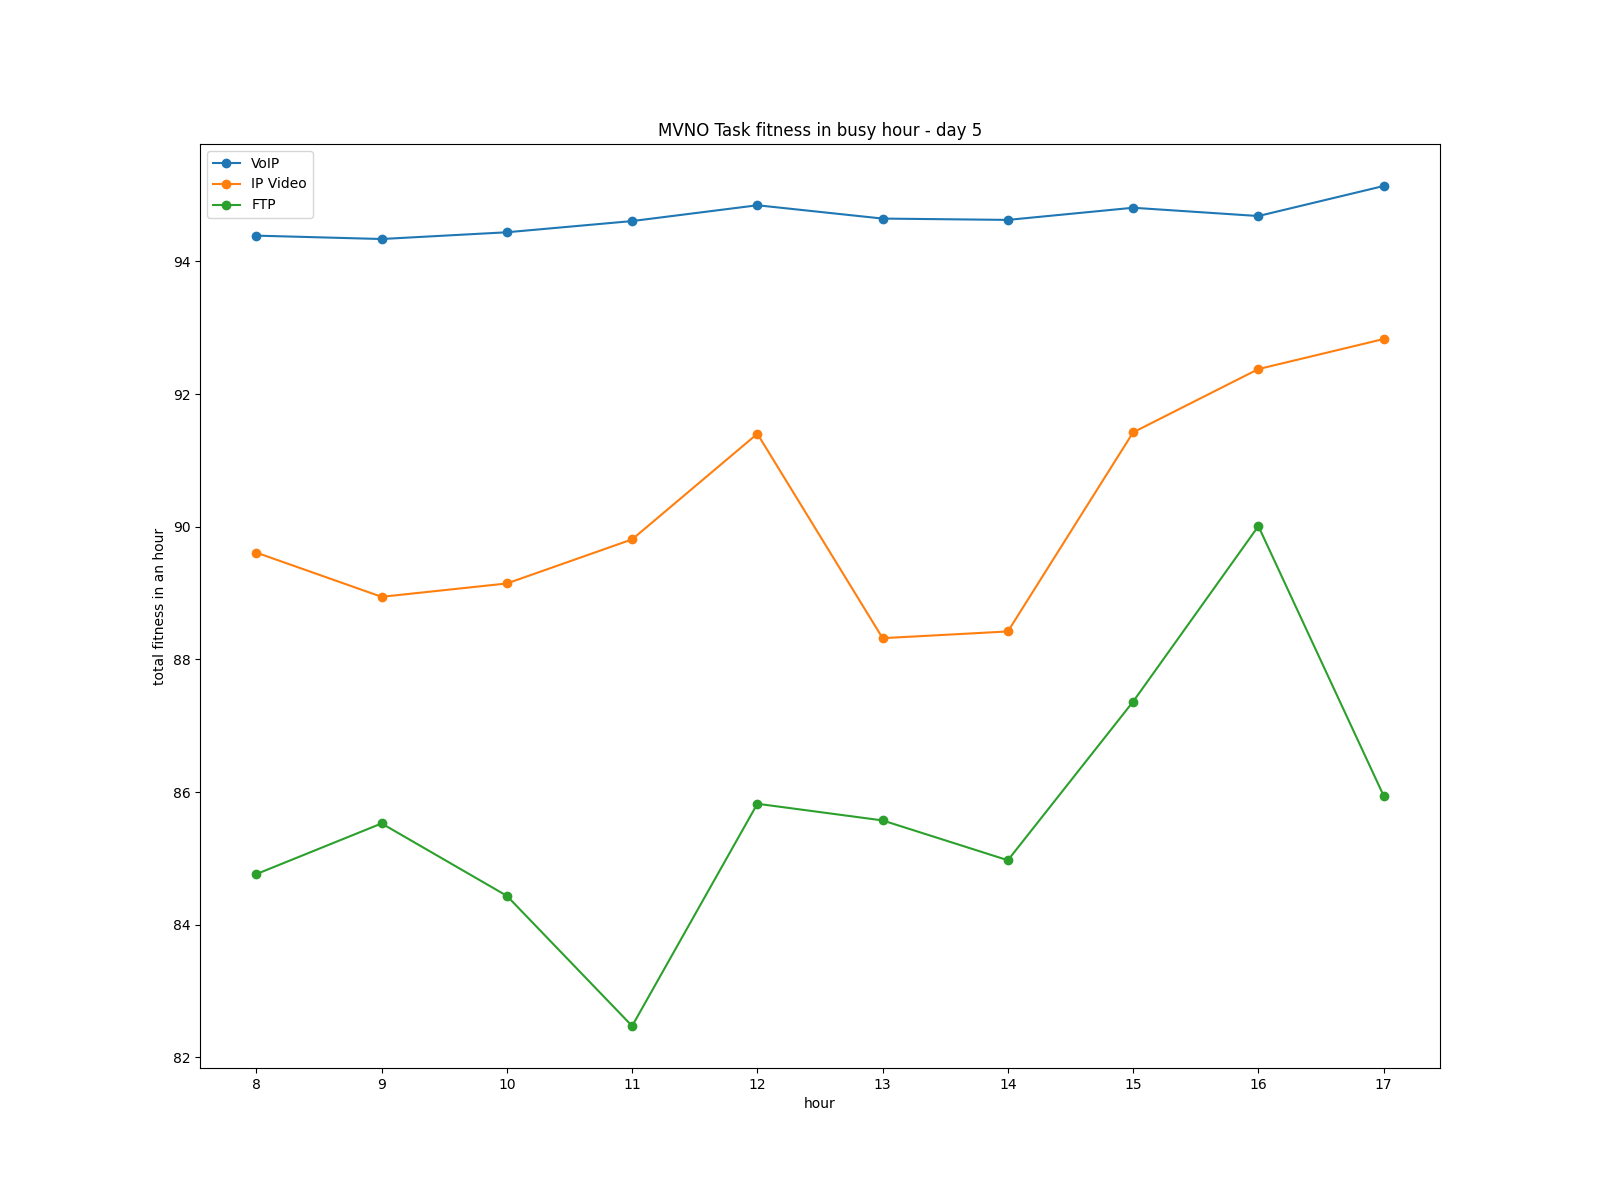 MVNO Task fitness in busy hour - day 5
VoIP
IP Video
FTP
94
92
90
88
86
84
82
total fitness in an hour
8 9 10 11 12 13 14 15 16 17
hour